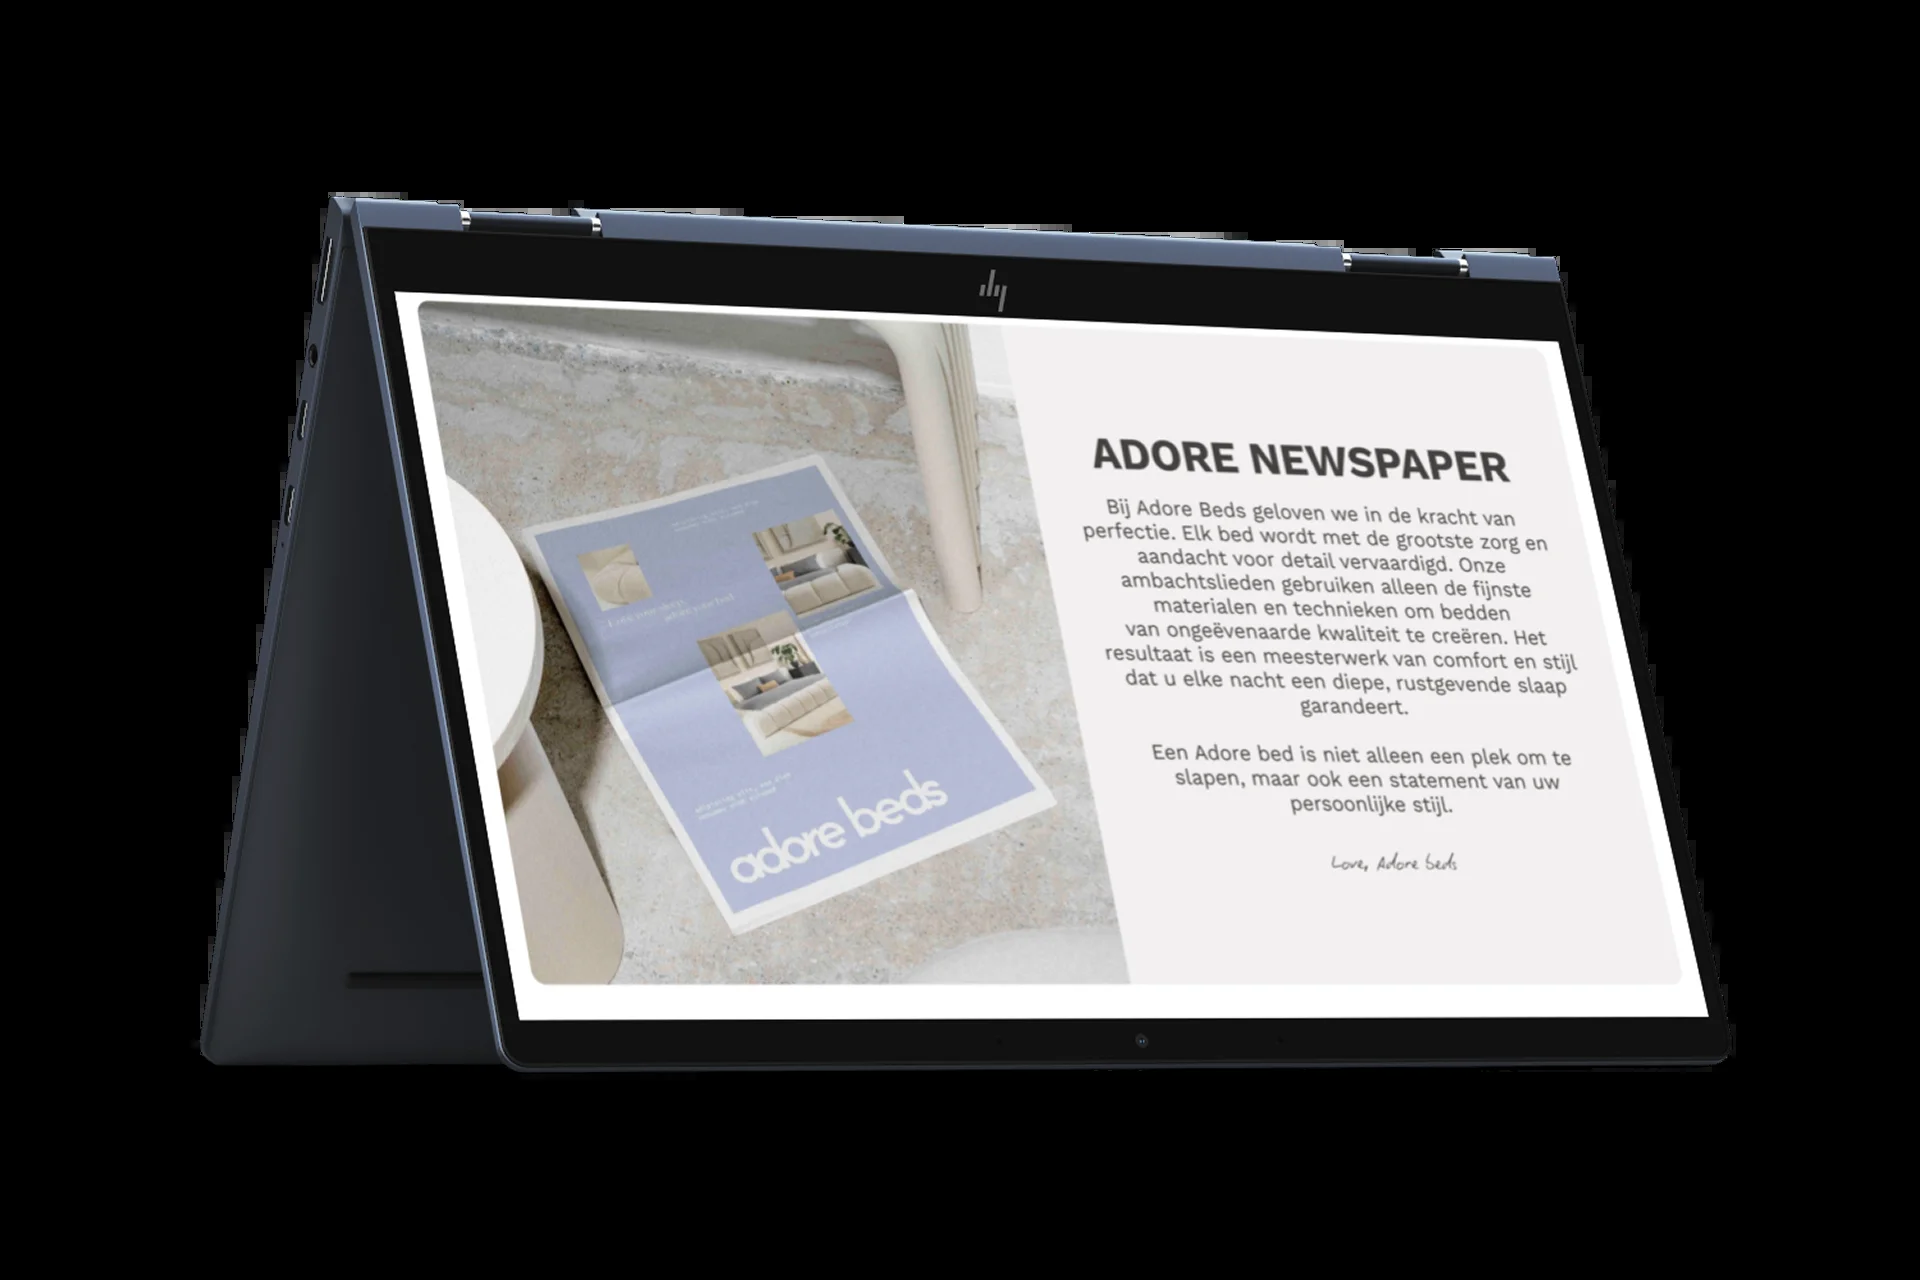 hp
ADORE NEWSPAPER
Bij Adore Beds geloven we in de kracht van
perfectie. Elk bed wordt met de grootste zorg en
aandacht voor detail vervaardigd. Onze
ambachtslieden gebruiken alleen de fijnste
materialen en technieken om bedden
van ongeëvenaarde kwaliteit te creëren. Het
resultaat is een meesterwerk van comfort en stijl
dat u elke nacht een diepe, rustgevende slaap
garandeert.
Een Adore bed is niet alleen een plek om te
slapen, maar ook een statement van uw
persoonlijke stijl.
Love, Adore beds
adore beds